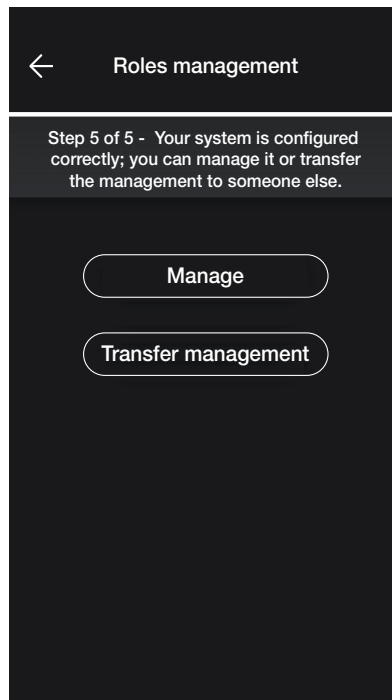 Roles management
Step 5 of 5 - Your system is configured
correctly; you can manage it or transfer
the management to someone else.
Manage
Transfer management